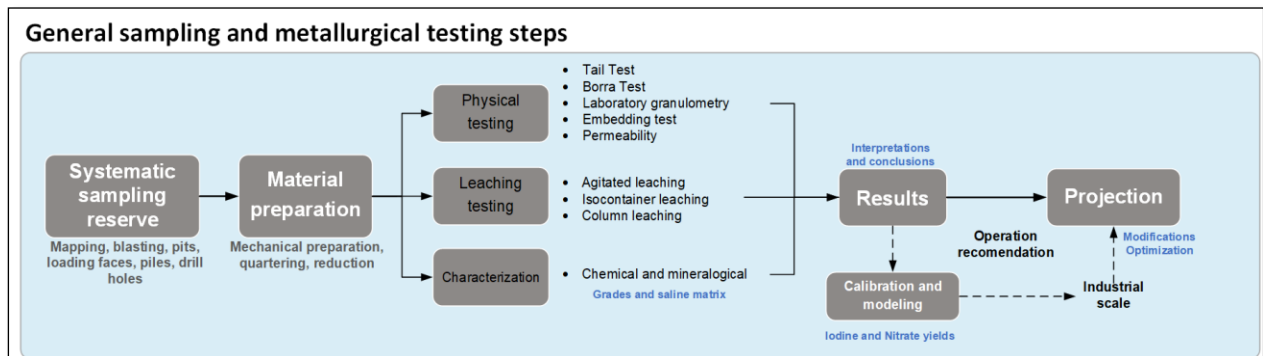 General sampling and metallurgical testing steps
Systematic
sampling
reserve
Mapping, blasting, pits,
loading faces, piles, drill
holes
Material
preparation
Mechanical preparation,
quartering, reduction
Physical
testing
• Tail Test
• Borra Test
• Laboratory granulometry
• Embedding test
• Permeability
Leaching
testing
• Agitated leaching
• Isocontainer leaching
• Column leaching
Characterization
• Chemical and mineralogical
Grades and saline matrix
Interpretations
and conclusions
Results
Operation
recomendation
Projection
Modifications
Optimization
Calibration and
modeling
Iodine and Nitrate yields
Industrial
scale